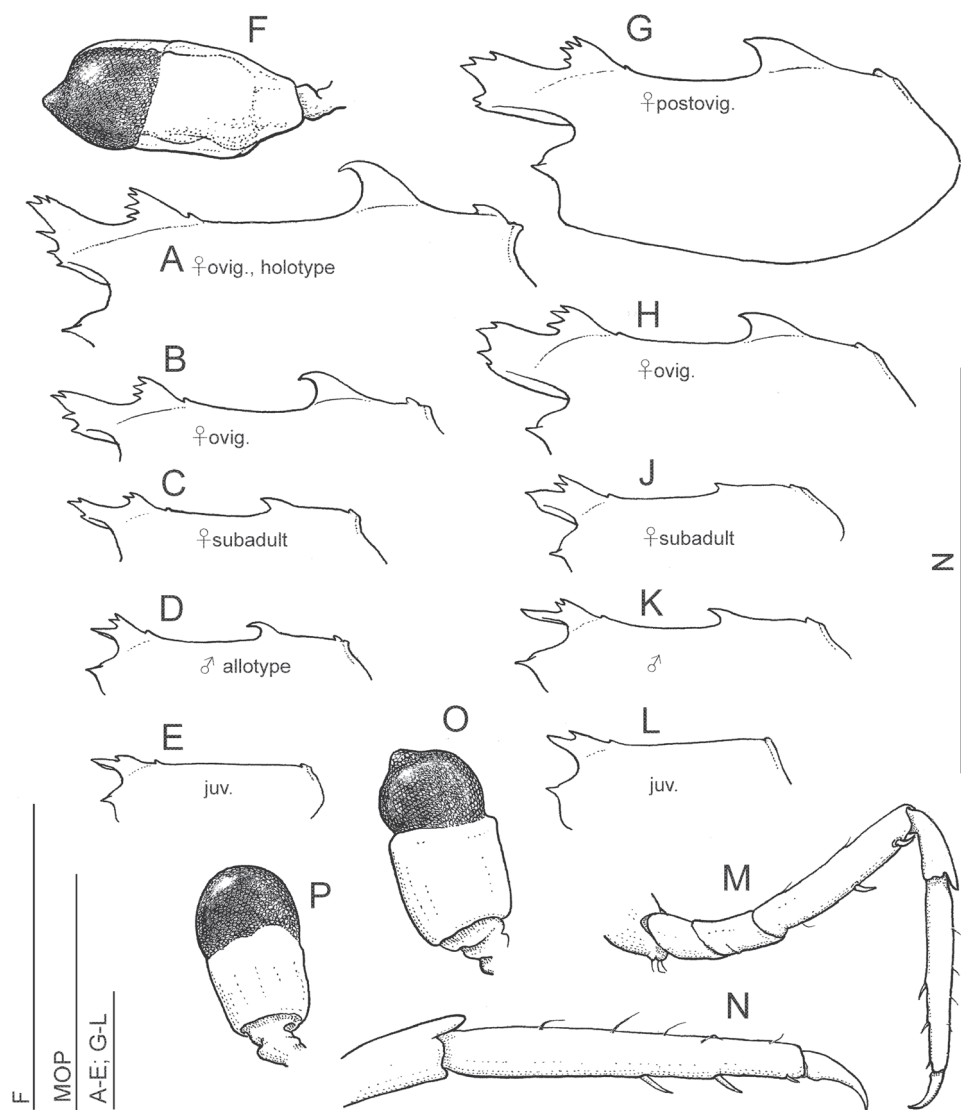 F
G
♀postovig.
A ♀ovig., holotype
H
♀ovig.
B
♀ovig.
C
♀subadult
J
♀subadult
D
♂ allotype
K
♂
N
E
juv.
O
L
juv.
P
M
N
F
MOP
A-E; G-L